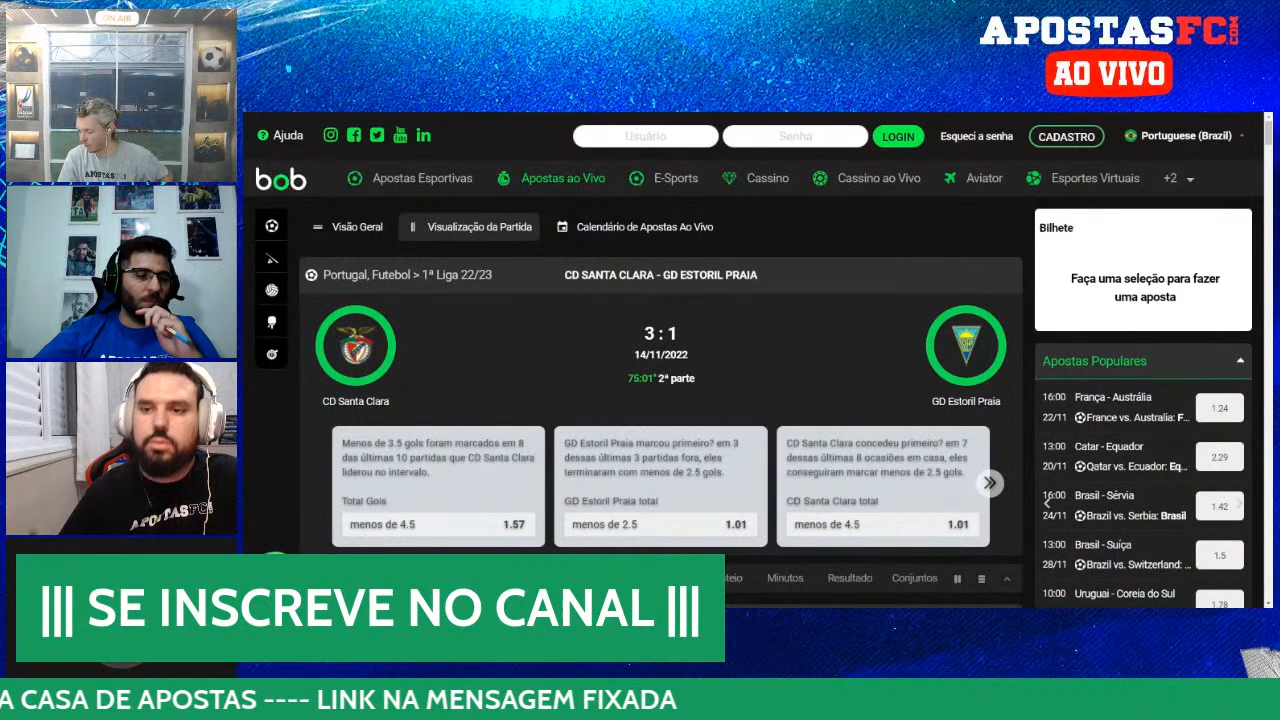 ON AIR
APOSTASFC.COM
AO VIVO
Ajuda
Usuário
Senha
LOGIN
Esqueci a senha
CADASTRO
Portuguese (Brazil)
bob
Apostas Esportivas
Apostas ao Vivo
E-Sports
Cassino
Cassino ao Vivo
Aviator
Esportes Virtuais
+2
Visão Geral
Visualização da Partida
Calendário de Apostas Ao Vivo
Portugal, Futebol > 1ª Liga 22/23
CD SANTA CLARA - GD ESTORIL PRAIA
3 : 1
14/11/2022
75:01" 2ª parte
CD Santa Clara
GD Estoril Praia
Menos de 3.5 gols foram marcados em 8
das últimas 10 partidas que CD Santa Clara
liderou no intervalo.
Total Gols
menos de 4.5 1.57
GD Estoril Praia marcou primeiro? em 3
dessas últimas 3 partidas fora, eles
terminaram com menos de 2.5 gols.
GD Estoril Praia total
menos de 2.5 1.01
CD Santa Clara concedeu primeiro? em 7
dessas últimas 8 ocasiões em casa, eles
conseguiram marcar menos de 2.5 gols.
CD Santa Clara total
menos de 4.5 1.01
teio
Minutos
Resultado
Conjuntos
Bilhete
Faça uma seleção para fazer
uma aposta
Apostas Populares
16:00 França - Austrália
22/11 France vs. Australia: F... 1.24
13:00 Catar - Equador
20/11 Qatar vs. Ecuador: Eq... 2.29
16:00 Brasil - Sérvia
24/11 Brazil vs. Serbia: Brasil 1.42
13:00 Brasil - Suíça
28/11 Brazil vs. Switzerland: ... 1.5
10:00 Uruguai - Coreia do Sul
1.78
APOSTAS
APOSTASFC
||| SE INSCREVE NO CANAL |||
A CASA DE APOSTAS ---- LINK NA MENSAGEM FIXADA